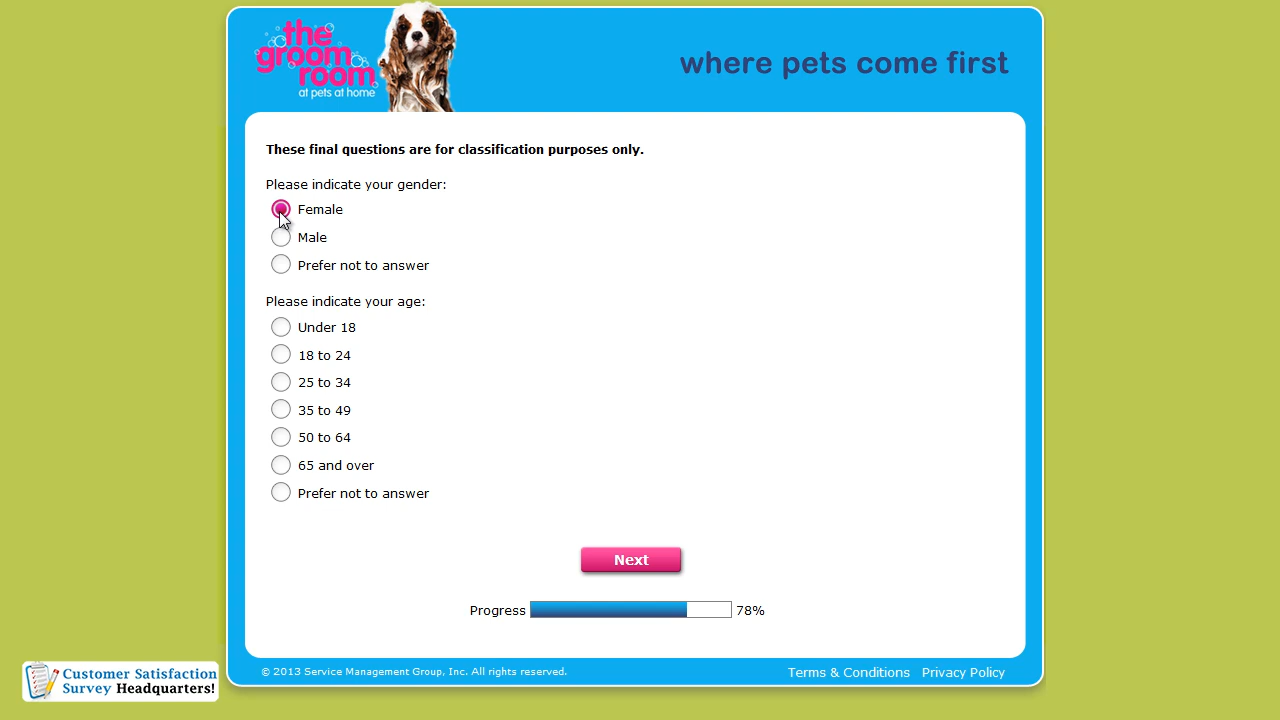 the
groom
room
at pets at home
where pets come first
These final questions are for classification purposes only.
Please indicate your gender:
Female
Male
Prefer not to answer
Please indicate your age:
Under 18
18 to 24
25 to 34
35 to 49
50 to 64
65 and over
Prefer not to answer
Next
Progress 78%
© 2013 Service Management Group, Inc. All rights reserved.
Terms & Conditions Privacy Policy
Customer Satisfaction
Survey Headquarters!